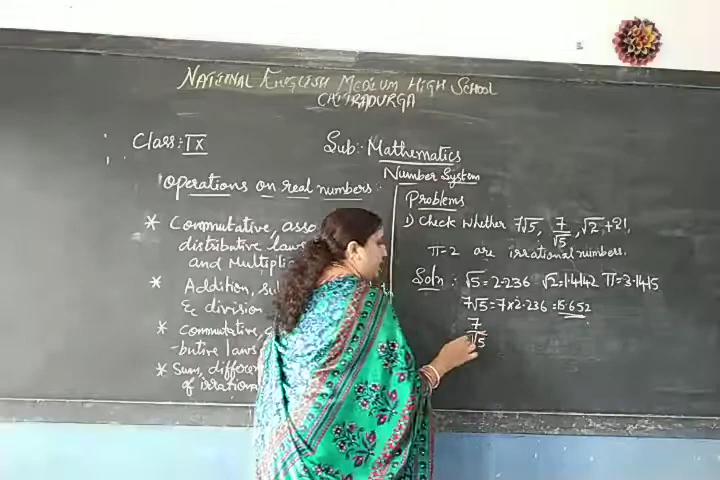 NATIONAL ENGLISH MEDIUM HIGH SCHOOL
CHITRADURGA
Class:- IX
Sub:- Mathematics
Number System
operations on real numbers:-
* Commutative, asso
distributive laws
and Multipli
* Addition, su
& division
* commutative,
-butive laws
* Sum, differen
of irration
Problems
1) Check whether 7√5, 7/√5, √2+21,
π-2 are irrational numbers.
Soln : √5=2.236 √2=1.4142 π=3.1415
7√5=7×2.236=15.652
7/√5